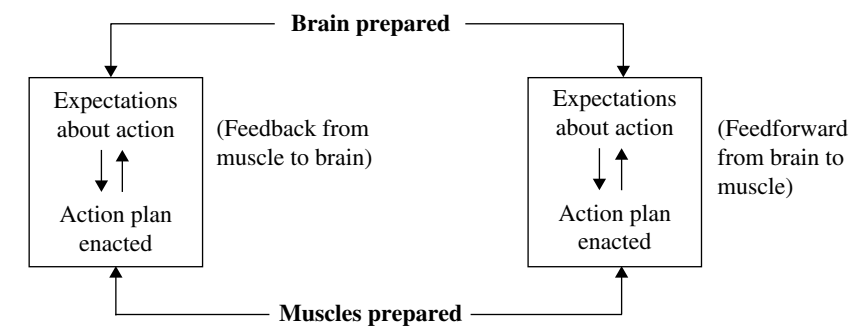 Brain prepared
Expectations
about action
Action plan
enacted
(Feedback from
muscle to brain)
Expectations
about action
Action plan
enacted
(Feedforward
from brain to
muscle)
Muscles prepared